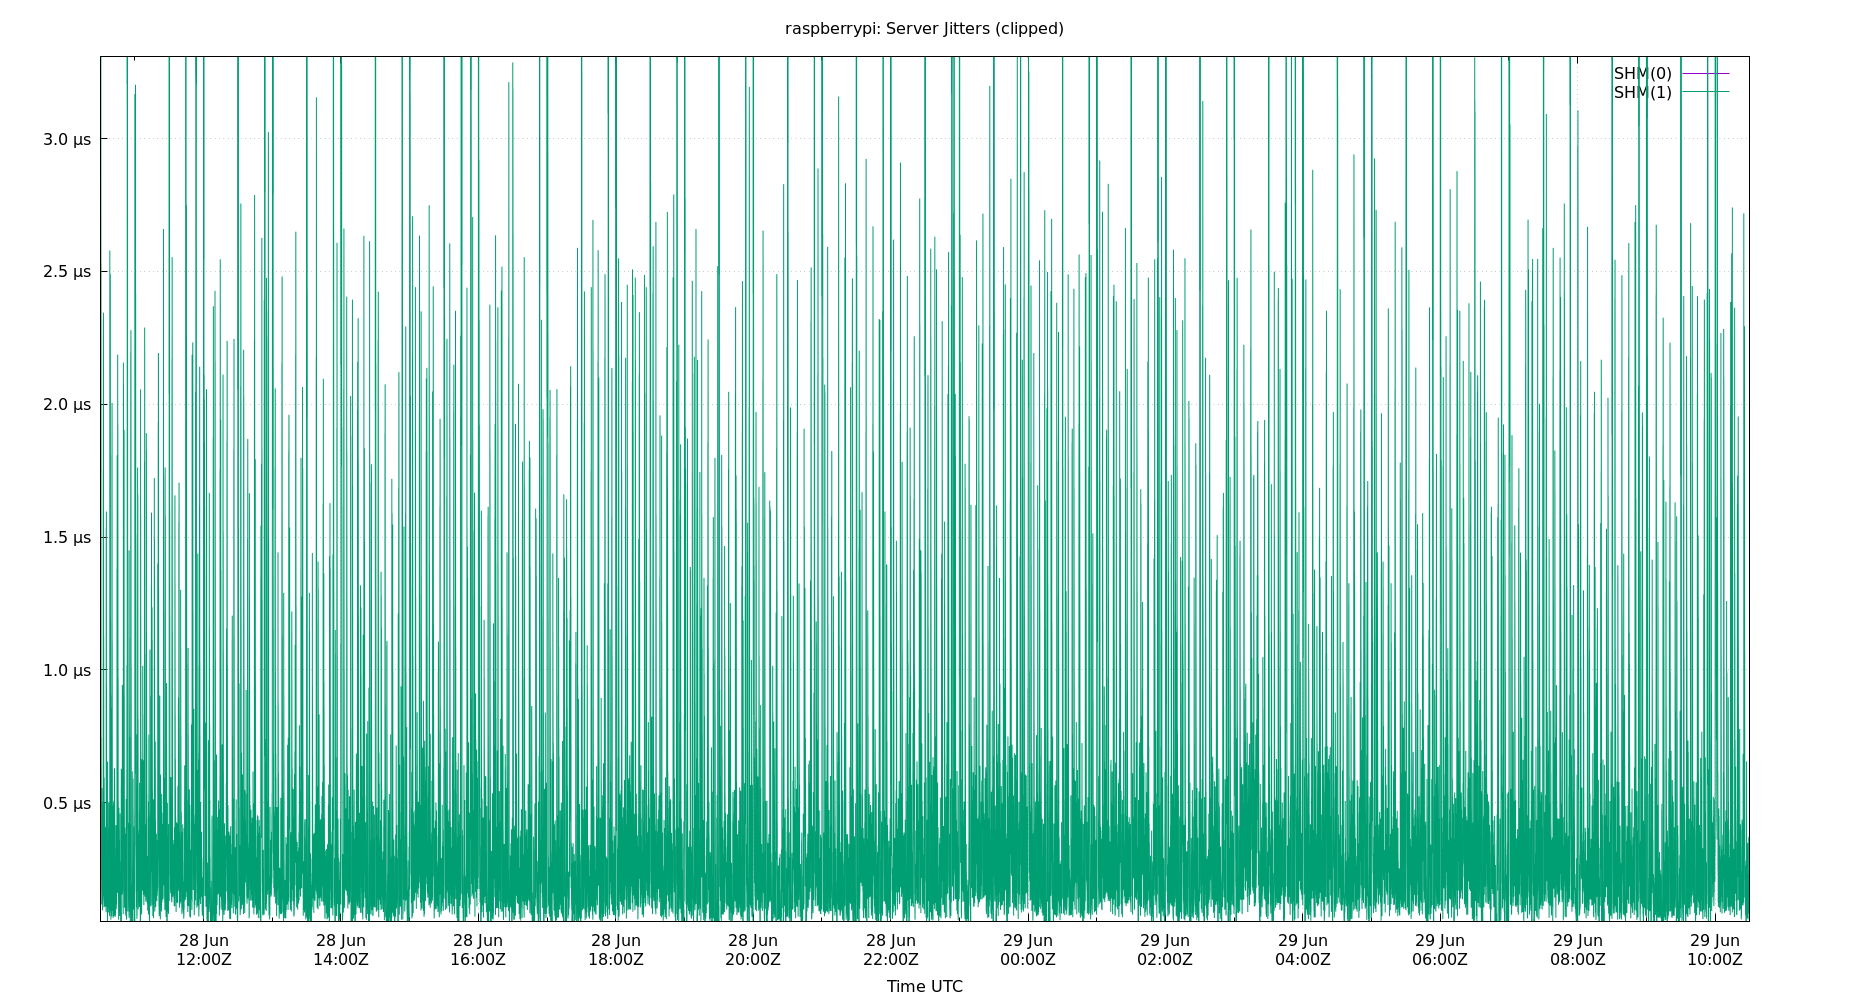 raspberrypi: Server Jitters (clipped)
SHM(0)
SHM(1)
3.0 µs
2.5 µs
2.0 µs
1.5 µs
1.0 µs
0.5 µs
28 Jun 28 Jun 28 Jun 28 Jun 28 Jun 28 Jun 29 Jun 29 Jun 29 Jun 29 Jun 29 Jun 29 Jun
12:00Z 14:00Z 16:00Z 18:00Z 20:00Z 22:00Z 00:00Z 02:00Z 04:00Z 06:00Z 08:00Z 10:00Z
Time UTC